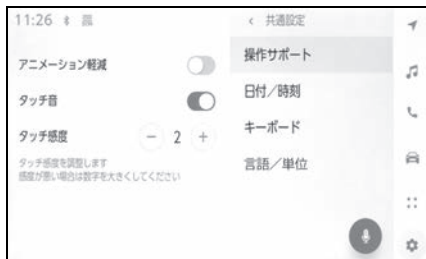 11:26
アニメーション軽減
タッチ音
タッチ感度
− 2 +
タッチ感度を調整します
感度が悪い場合は数字を大きくしてください
< 共通設定
操作サポート
日付／時刻
キーボード
言語／単位